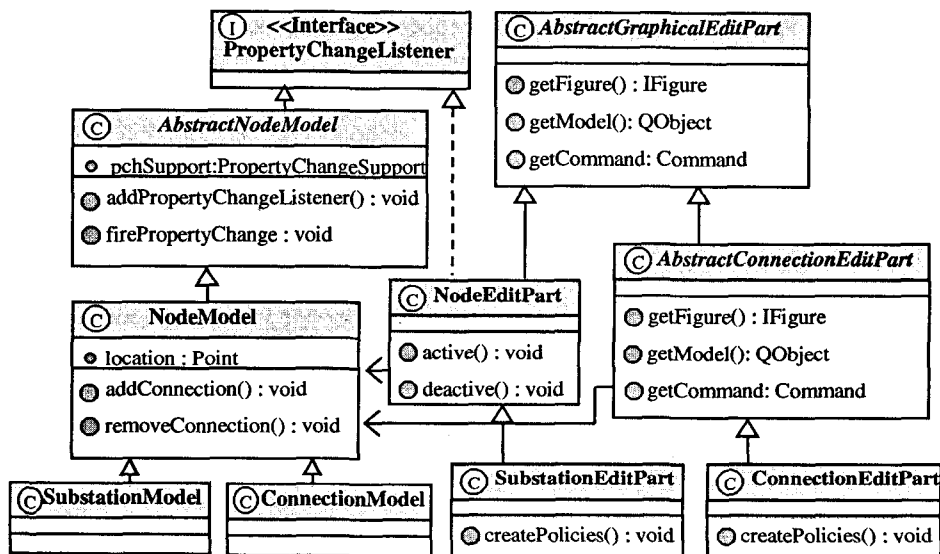 I <<Interface>>
PropertyChangeListener
C AbstractGraphicalEditPart
getFigure() : IFigure
getModel(): QObject
getCommand: Command
C AbstractNodeModel
pchSupport:PropertyChangeSupport
addPropertyChangeListener() : void
firePropertyChange : void
C AbstractConnectionEditPart
getFigure() : IFigure
getModel(): QObject
getCommand: Command
C NodeEditPart
active() : void
deactive() : void
C NodeModel
location : Point
addConnection() : void
removeConnection() : void
C SubstationModel
C ConnectionModel
C SubstationEditPart
createPolicies() : void
C ConnectionEditPart
createPolicies() : void